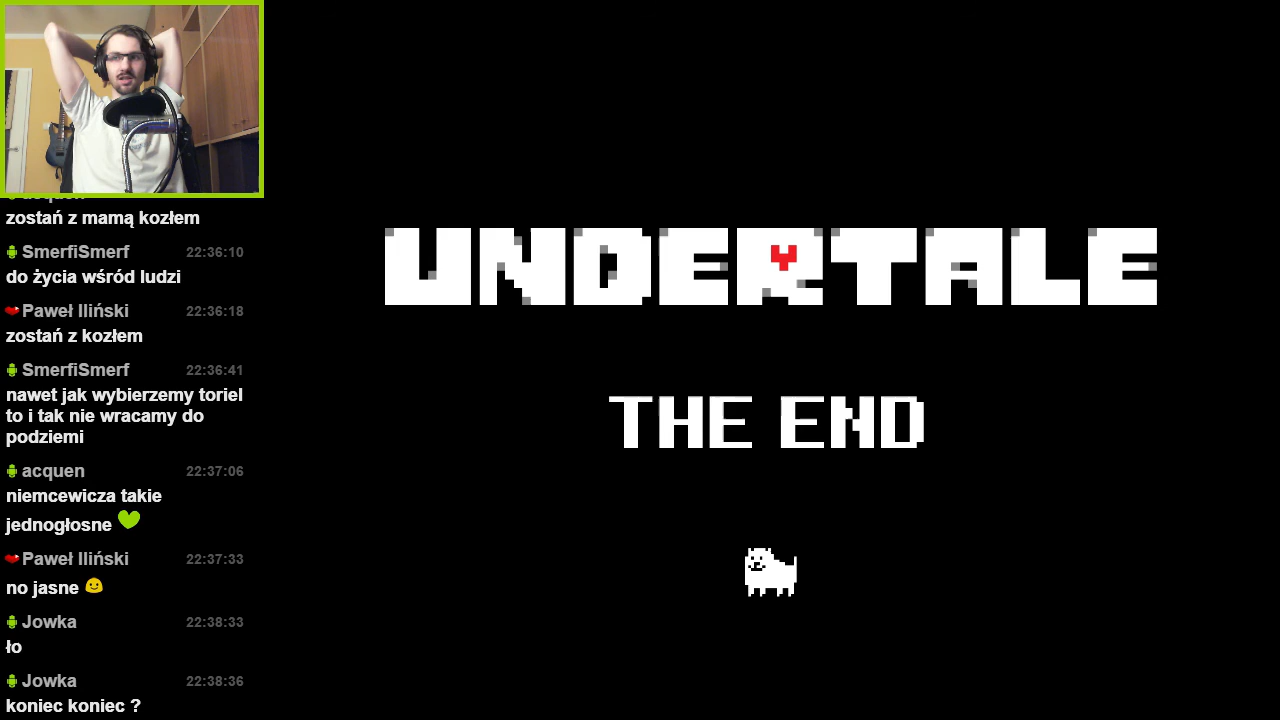 zostań z mamą kozłem
SmerfiSmerf 22:36:10
do życia wśród ludzi
Paweł Iliński 22:36:18
zostań z kozłem
SmerfiSmerf 22:36:41
nawet jak wybierzemy toriel
to i tak nie wracamy do
podziemi
acquen 22:37:06
niemcewicza takie
jednogłosne
Paweł Iliński 22:37:33
no jasne
Jowka 22:38:33
ło
Jowka 22:38:36
koniec koniec ?
UNDERTALE
THE END